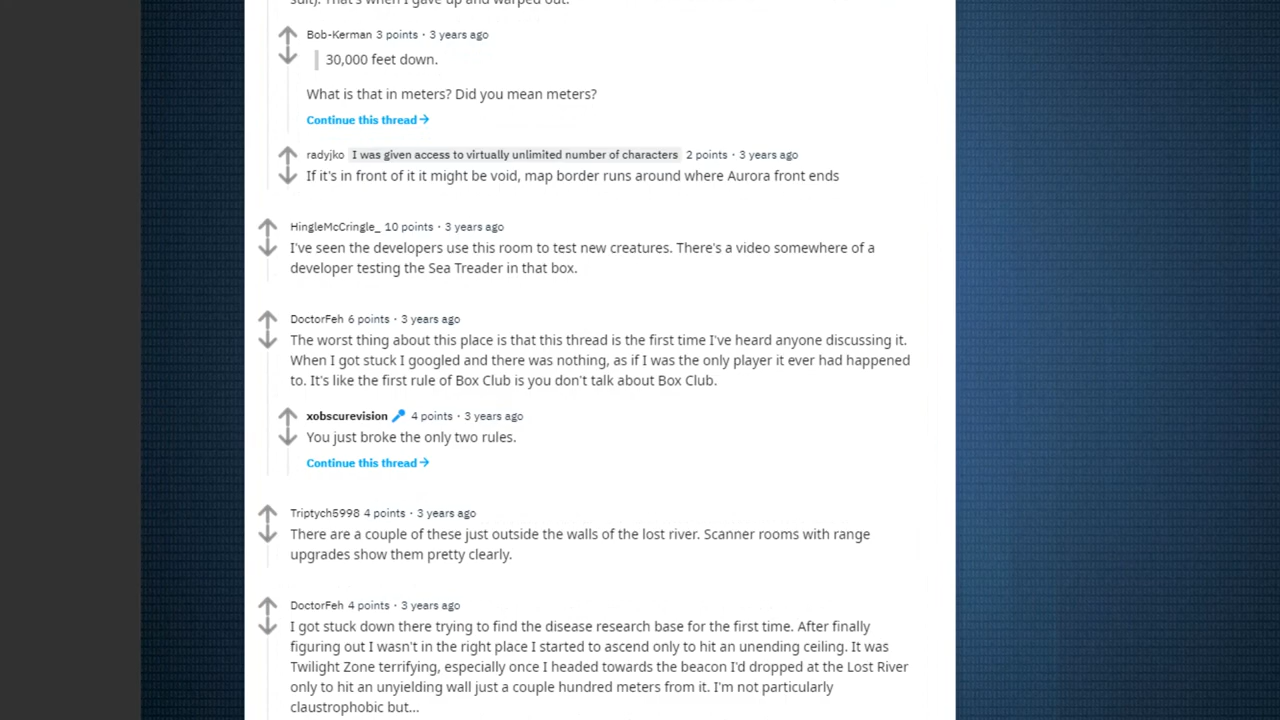 suit). That's when I gave up and warped out.
Bob-Kerman 3 points · 3 years ago
30,000 feet down.
What is that in meters? Did you mean meters?
Continue this thread →
radyjko I was given access to virtually unlimited number of characters 2 points · 3 years ago
If it's in front of it it might be void, map border runs around where Aurora front ends
HingleMcCringle_ 10 points · 3 years ago
I've seen the developers use this room to test new creatures. There's a video somewhere of a
developer testing the Sea Treader in that box.
DoctorFeh 6 points · 3 years ago
The worst thing about this place is that this thread is the first time I've heard anyone discussing it.
When I got stuck I googled and there was nothing, as if I was the only player it ever had happened
to. It's like the first rule of Box Club is you don't talk about Box Club.
xobscurevision 4 points · 3 years ago
You just broke the only two rules.
Continue this thread →
Triptych5998 4 points · 3 years ago
There are a couple of these just outside the walls of the lost river. Scanner rooms with range
upgrades show them pretty clearly.
DoctorFeh 4 points · 3 years ago
I got stuck down there trying to find the disease research base for the first time. After finally
figuring out I wasn't in the right place I started to ascend only to hit an unending ceiling. It was
Twilight Zone terrifying, especially once I headed towards the beacon I'd dropped at the Lost River
only to hit an unyielding wall just a couple hundred meters from it. I'm not particularly
claustrophobic but...